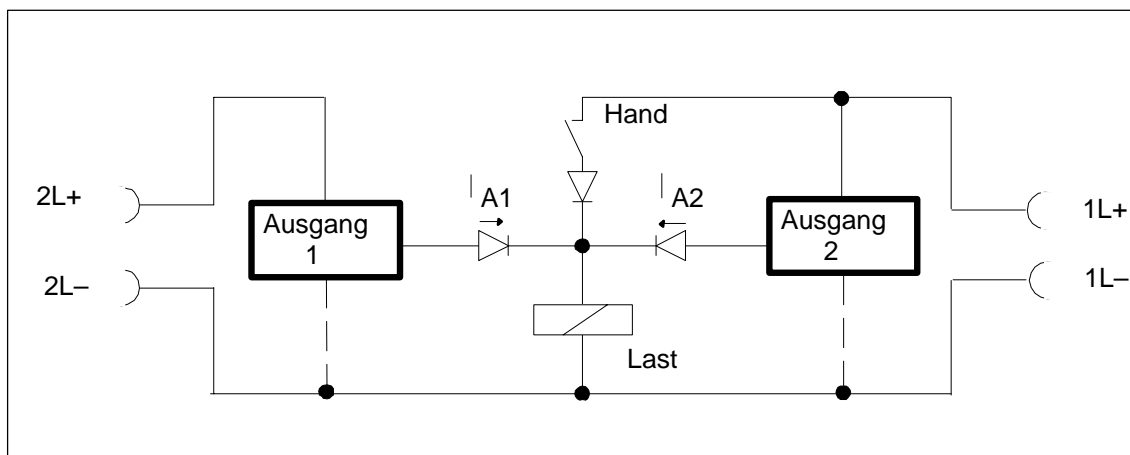 Hand
2L+
I A1
I A2
1L+
Ausgang
1
Ausgang
2
2L–
1L–
Last